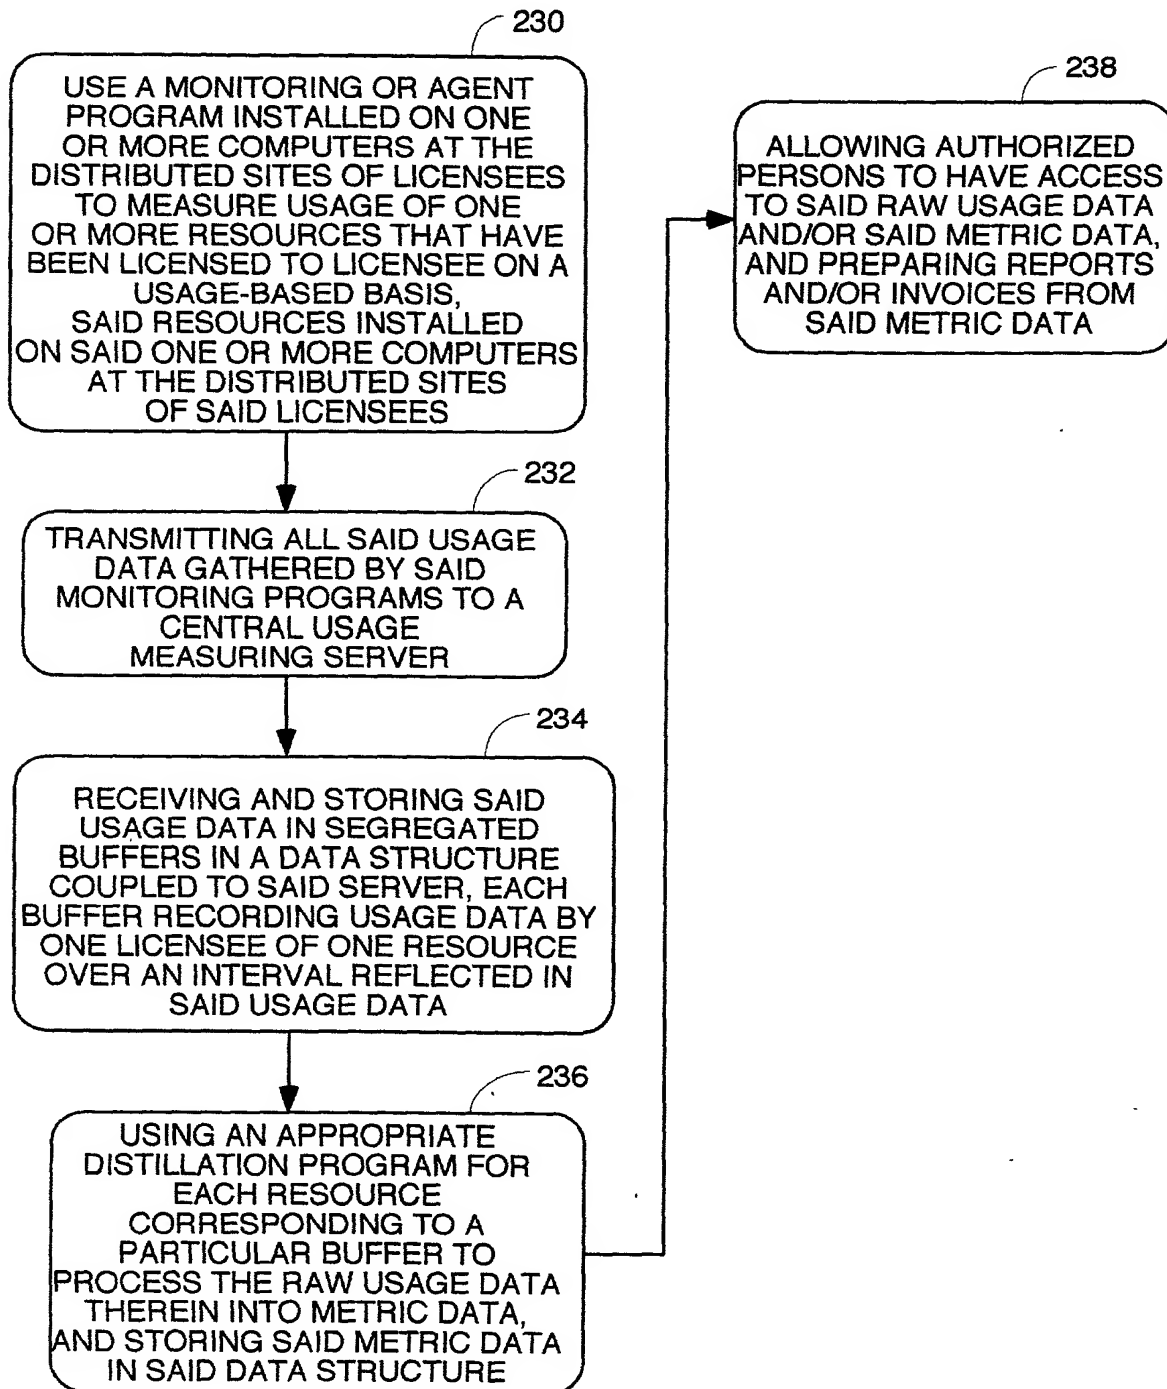 230
USE A MONITORING OR AGENT
PROGRAM INSTALLED ON ONE
OR MORE COMPUTERS AT THE
DISTRIBUTED SITES OF LICENSEES
TO MEASURE USAGE OF ONE
OR MORE RESOURCES THAT HAVE
BEEN LICENSED TO LICENSEE ON A
USAGE-BASED BASIS,
SAID RESOURCES INSTALLED
ON SAID ONE OR MORE COMPUTERS
AT THE DISTRIBUTED SITES
OF SAID LICENSEES
232
TRANSMITTING ALL SAID USAGE
DATA GATHERED BY SAID
MONITORING PROGRAMS TO A
CENTRAL USAGE
MEASURING SERVER
234
RECEIVING AND STORING SAID
USAGE DATA IN SEGREGATED
BUFFERS IN A DATA STRUCTURE
COUPLED TO SAID SERVER, EACH
BUFFER RECORDING USAGE DATA BY
ONE LICENSEE OF ONE RESOURCE
OVER AN INTERVAL REFLECTED IN
SAID USAGE DATA
236
USING AN APPROPRIATE
DISTILLATION PROGRAM FOR
EACH RESOURCE
CORRESPONDING TO A
PARTICULAR BUFFER TO
PROCESS THE RAW USAGE DATA
THEREIN INTO METRIC DATA,
AND STORING SAID METRIC DATA
IN SAID DATA STRUCTURE
238
ALLOWING AUTHORIZED
PERSONS TO HAVE ACCESS
TO SAID RAW USAGE DATA
AND/OR SAID METRIC DATA,
AND PREPARING REPORTS
AND/OR INVOICES FROM
SAID METRIC DATA